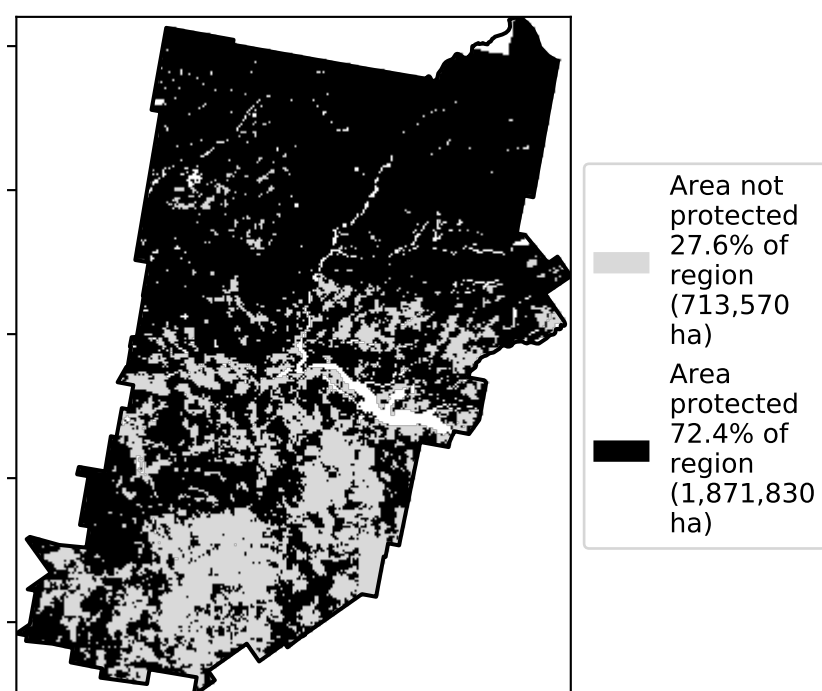 Area not
protected
27.6% of
region
(713,570
ha)
Area
protected
72.4% of
region
(1,871,830
ha)